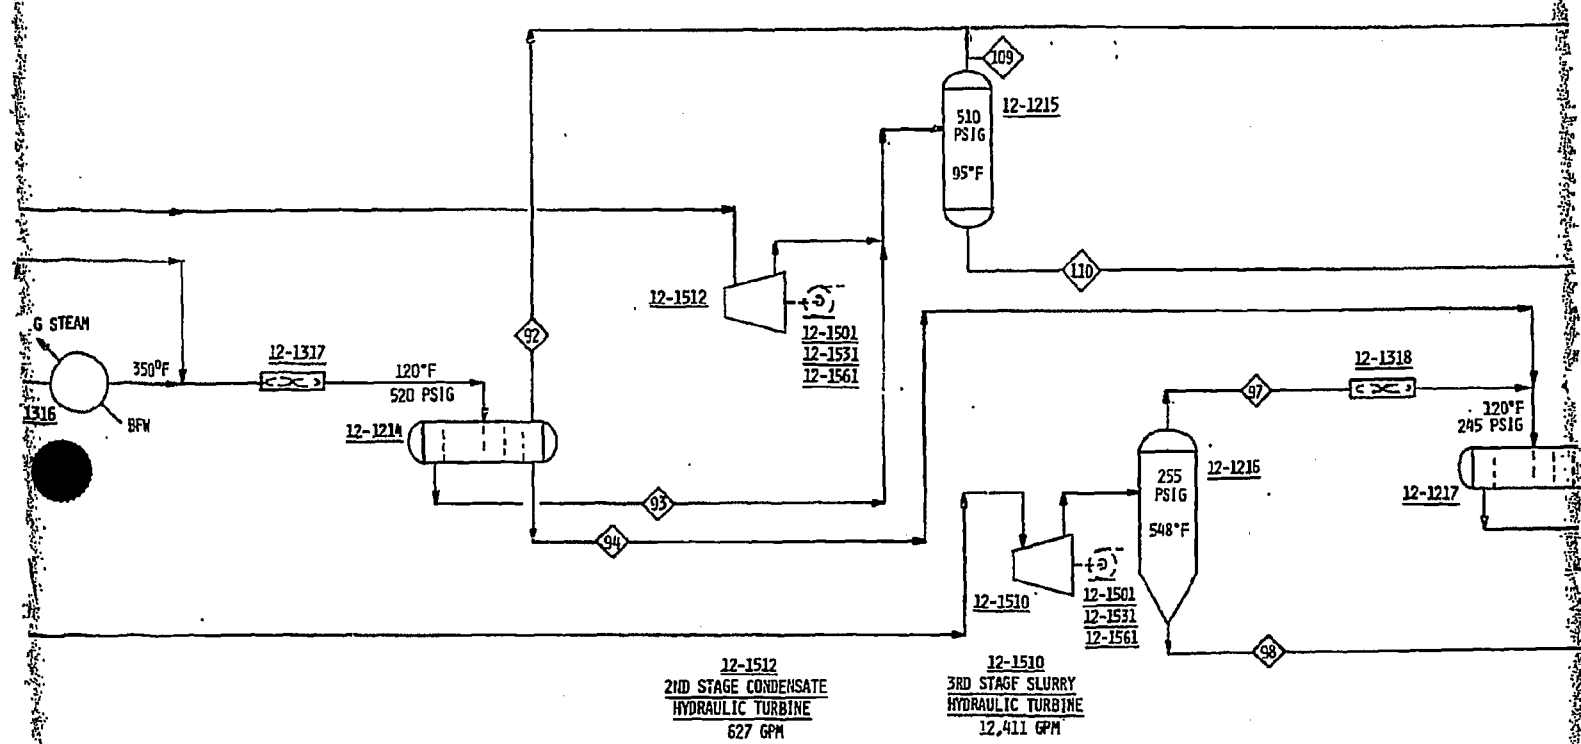 109
12-1215
510
PSIG
95°F
110
12-1512
12-1501
12-1531
12-1561
G STEAM
350°F
BFW
1316
12-1317
120°F
520 PSIG
92
12-1214
93
94
97
12-1318
120°F
245 PSIG
12-1217
255
PSIG
548°F
12-1216
12-1510
12-1501
12-1531
12-1561
98
12-1512
2ND STAGE CONDENSATE
HYDRAULIC TURBINE
627 GPM
12-1510
3RD STAGF SLURRY
HYDRAULIC TURBINE
12,411 GPM